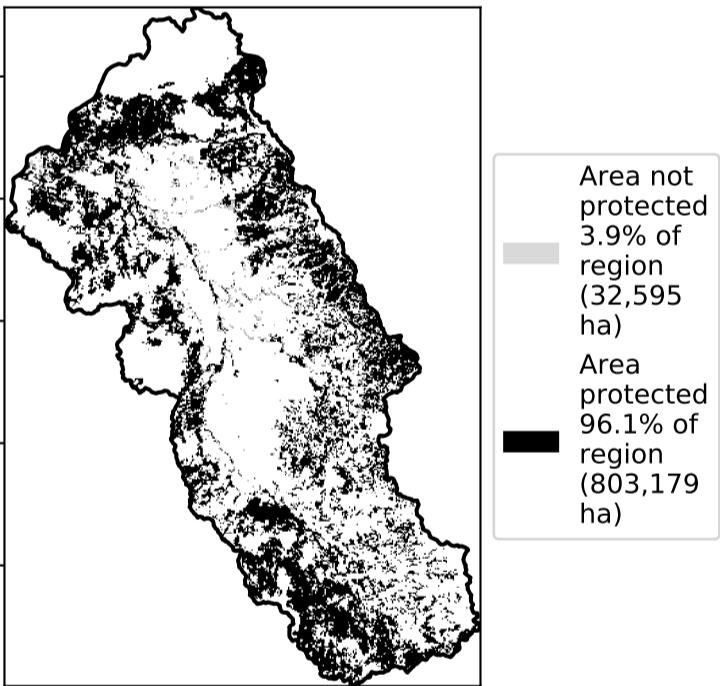 Area not
protected
3.9% of
region
(32,595
ha)
Area
protected
96.1% of
region
(803,179
ha)